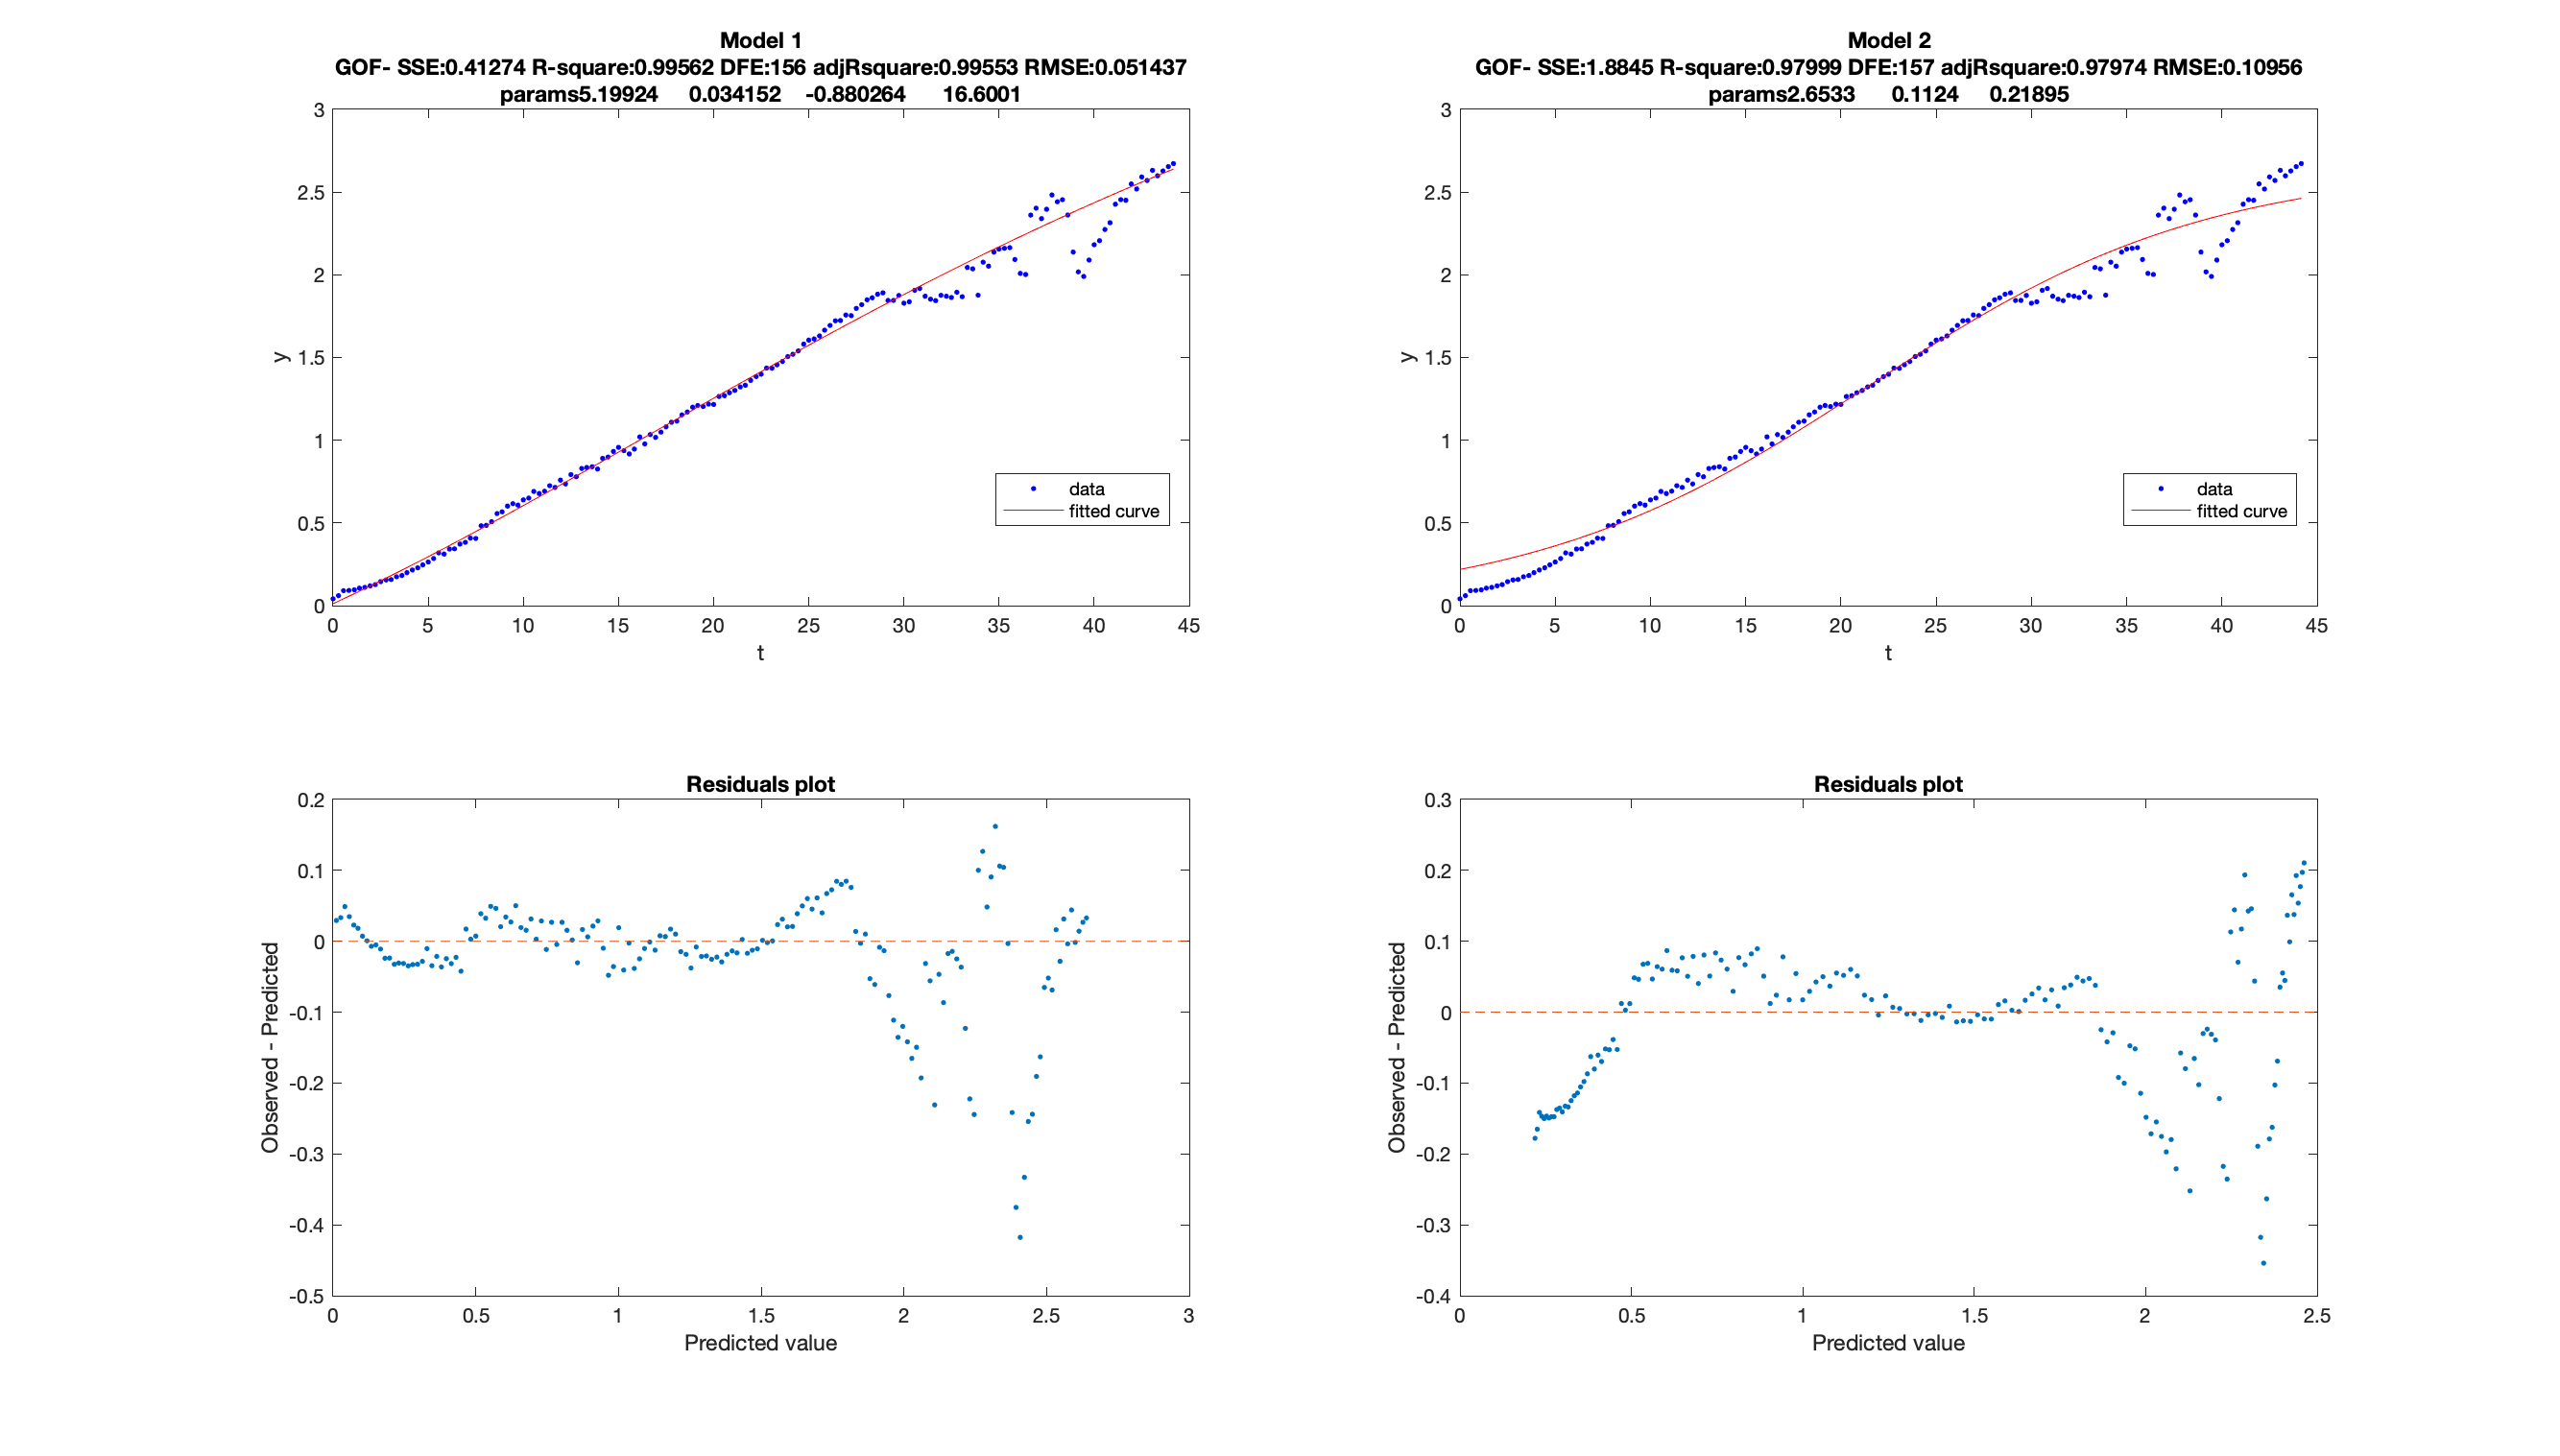 Model 1
GOF- SSE:0.41274 R-square:0.99562 DFE:156 adjRsquare:0.99553 RMSE:0.051437
params5.19924 0.034152 -0.880264 16.6001
3
2.5
2
1.5
1
0.5
0
y
data
fitted curve
0 5 10 15 20 25 30 35 40 45
t
Model 2
GOF- SSE:1.8845 R-square:0.97999 DFE:157 adjRsquare:0.97974 RMSE:0.10956
params2.6533 0.1124 0.21895
3
2.5
2
1.5
1
0.5
0
y
data
fitted curve
0 5 10 15 20 25 30 35 40 45
t
Residuals plot
0.2
0.1
0
-0.1
-0.2
-0.3
-0.4
-0.5
Observed - Predicted
0 0.5 1 1.5 2 2.5 3
Predicted value
Residuals plot
0.3
0.2
0.1
0
-0.1
-0.2
-0.3
-0.4
Observed - Predicted
0 0.5 1 1.5 2 2.5
Predicted value